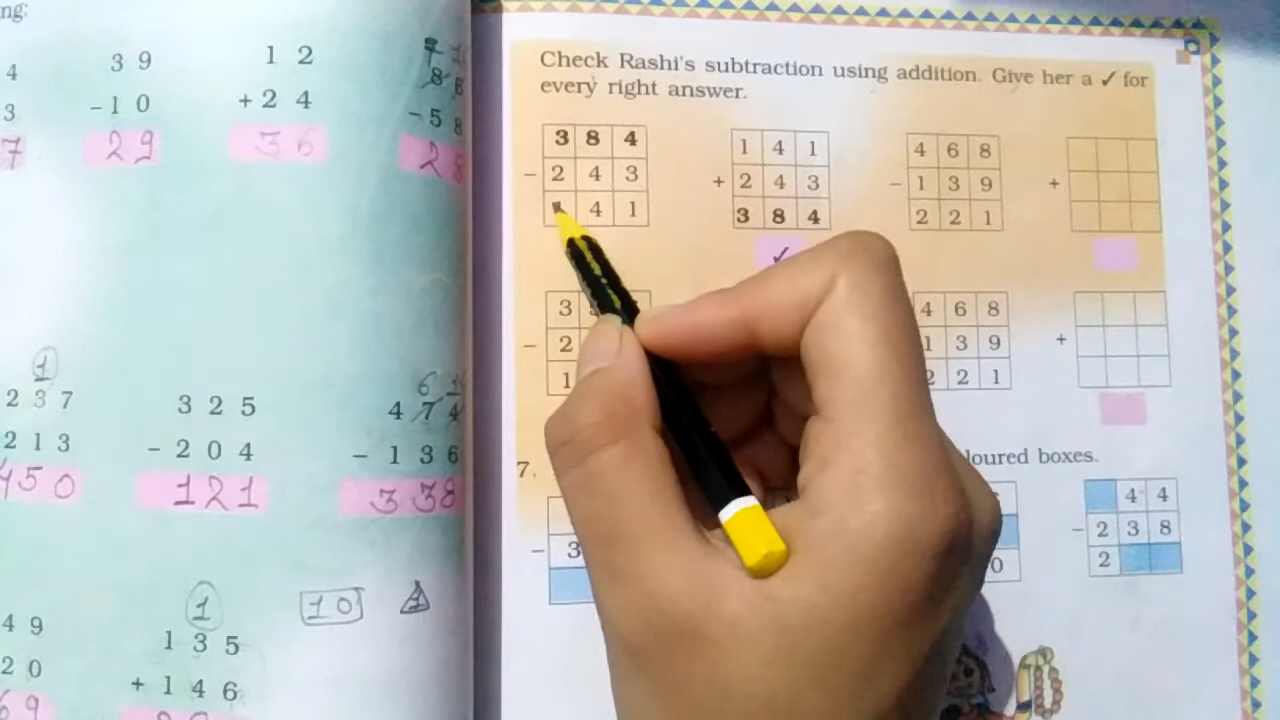 ng:
4
3
7
3 9
- 1 0
2 9
1 2
+ 2 4
3 6
7
8
- 5 8
2 8
1
2 3 7
2 1 3
4 5 0
3 2 5
- 2 0 4
1 2 1
6
4 7 4
- 1 3 6
3 3 8
4 9
2 0
6 9
1
1 3 5
+ 1 4 6
1 0
1
Check Rashi's subtraction using addition. Give her a ✓ for
every right answer.
3 8 4
- 2 4 3
4 1
1 4 1
+ 2 4 3
3 8 4
✓
4 6 8
- 1 3 9
2 2 1
+
3
- 2
1
4 6 8
1 3 9
2 2 1
+
7.
loured boxes.
- 3
0
4 4
- 2 3 8
2